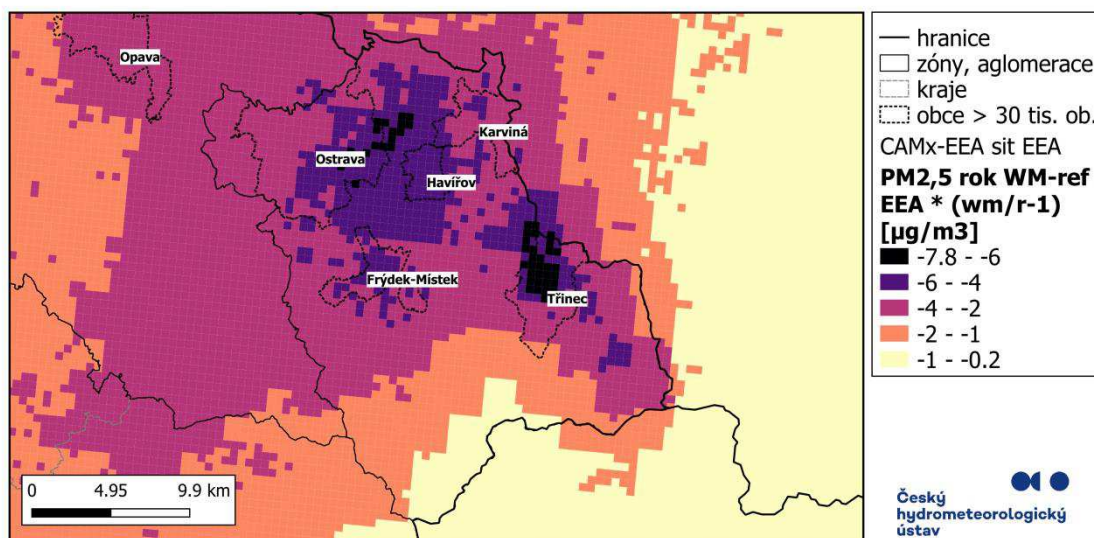 Opava
Karviná
Ostrava
Havířov
Frýdek-Místek
Třinec
0 4.95 9.9 km
hranice
zóny, aglomerace
kraje
obce > 30 tis. ob.
CAMx-EEA sit EEA
PM2,5 rok WM-ref
EEA * (wm/r-1)
[µg/m3]
-7.8 - -6
-6 - -4
-4 - -2
-2 - -1
-1 - -0.2
Český
hydrometeorologický
ústav